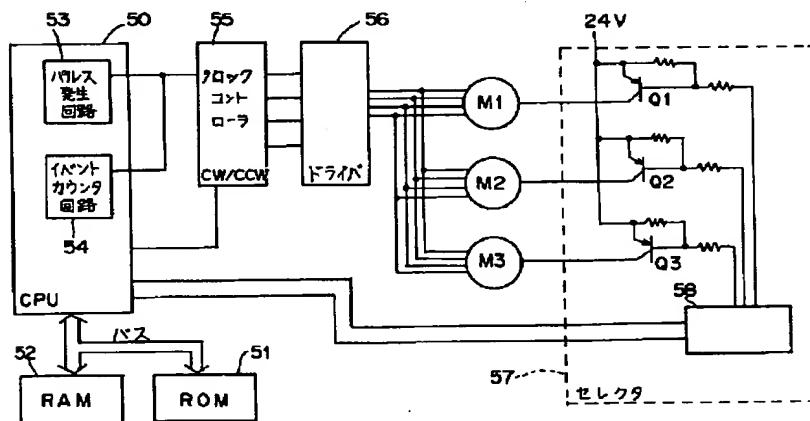 53
50
55
56
24V
パルス
発生
回路
クロック
コント
ローラ
M1
Q1
イベント
カウンタ
回路
54
CW/CCW
ドライバ
M2
Q2
M3
Q3
CPU
58
バス
52
51
57
RAM
ROM
セレクタ